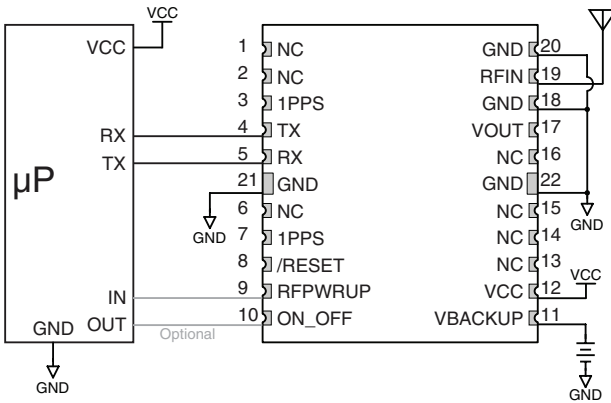 VCC
VCC
RX
TX
µP
IN
GND
OUT
GND
Optional
1 NC
2 NC
3 1PPS
4 TX
5 RX
21 GND
GND
6 NC
7 1PPS
8 /RESET
9 RFPWRUP
10 ON_OFF
GND 20
RFIN 19
GND 18
VOUT 17
NC 16
GND 22
NC 15
GND
NC 14
NC 13
VCC
VCC 12
VBACKUP 11
GND